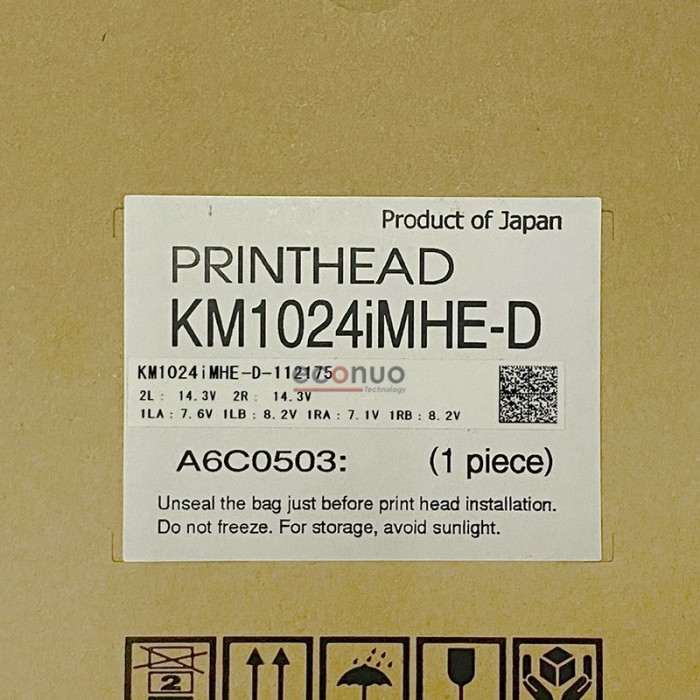 Product of Japan
PRINTHEAD
KM1024iMHE-D
KM1024iMHE-D-112175
econuo
Technology
2L : 14.3V 2R : 14.3V
1LA : 7.6V 1LB : 8.2V 1RA : 7.1V 1RB : 8.2V
A6C0503: (1 piece)
Unseal the bag just before print head installation.
Do not freeze. For storage, avoid sunlight.
2